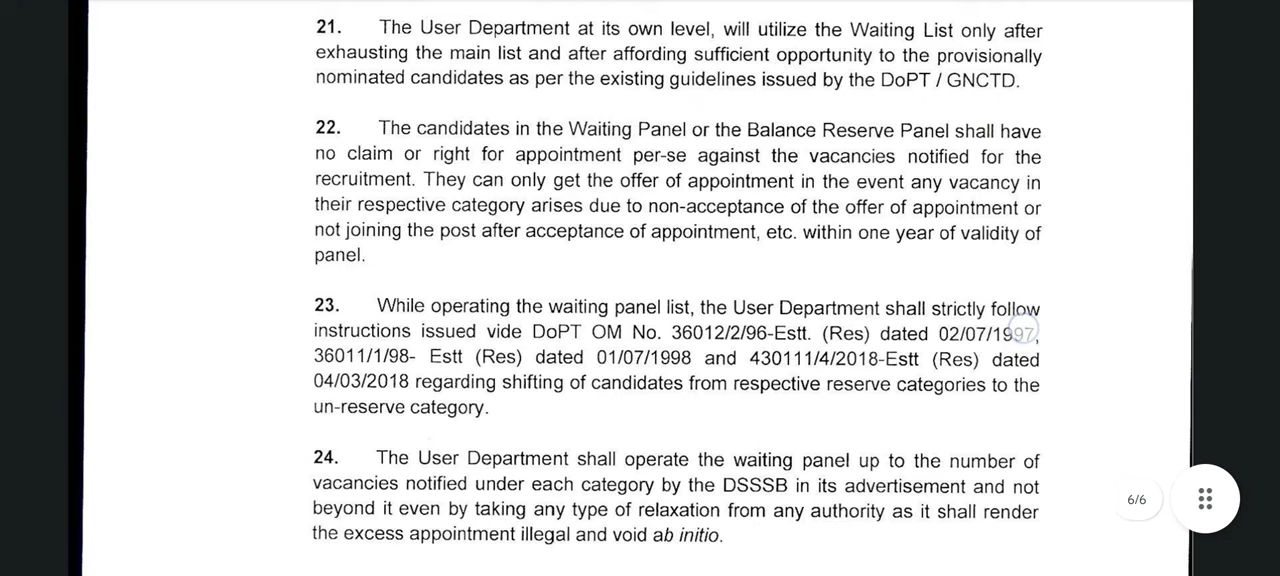 21. The User Department at its own level, will utilize the Waiting List only after
exhausting the main list and after affording sufficient opportunity to the provisionally
nominated candidates as per the existing guidelines issued by the DoPT / GNCTD.
22. The candidates in the Waiting Panel or the Balance Reserve Panel shall have
no claim or right for appointment per-se against the vacancies notified for the
recruitment. They can only get the offer of appointment in the event any vacancy in
their respective category arises due to non-acceptance of the offer of appointment or
not joining the post after acceptance of appointment, etc. within one year of validity of
panel.
23. While operating the waiting panel list, the User Department shall strictly follow
instructions issued vide DoPT OM No. 36012/2/96-Estt. (Res) dated 02/07/1997,
36011/1/98- Estt (Res) dated 01/07/1998 and 430111/4/2018-Estt (Res) dated
04/03/2018 regarding shifting of candidates from respective reserve categories to the
un-reserve category.
24. The User Department shall operate the waiting panel up to the number of
vacancies notified under each category by the DSSSB in its advertisement and not
beyond it even by taking any type of relaxation from any authority as it shall render
the excess appointment illegal and void ab initio.
6/6